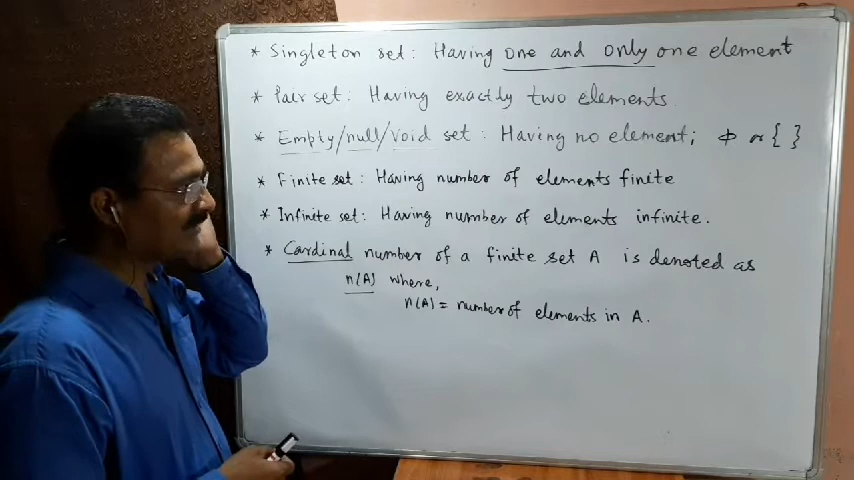 * Singleton set: Having one and only one element
* Pair set: Having exactly two elements
* Empty/null/Void set: Having no element; Φ or { }
* Finite set: Having number of elements finite
* Infinite set: Having number of elements infinite.
* Cardinal number of a finite set A is denoted as
n(A) where,
n(A) = number of elements in A.